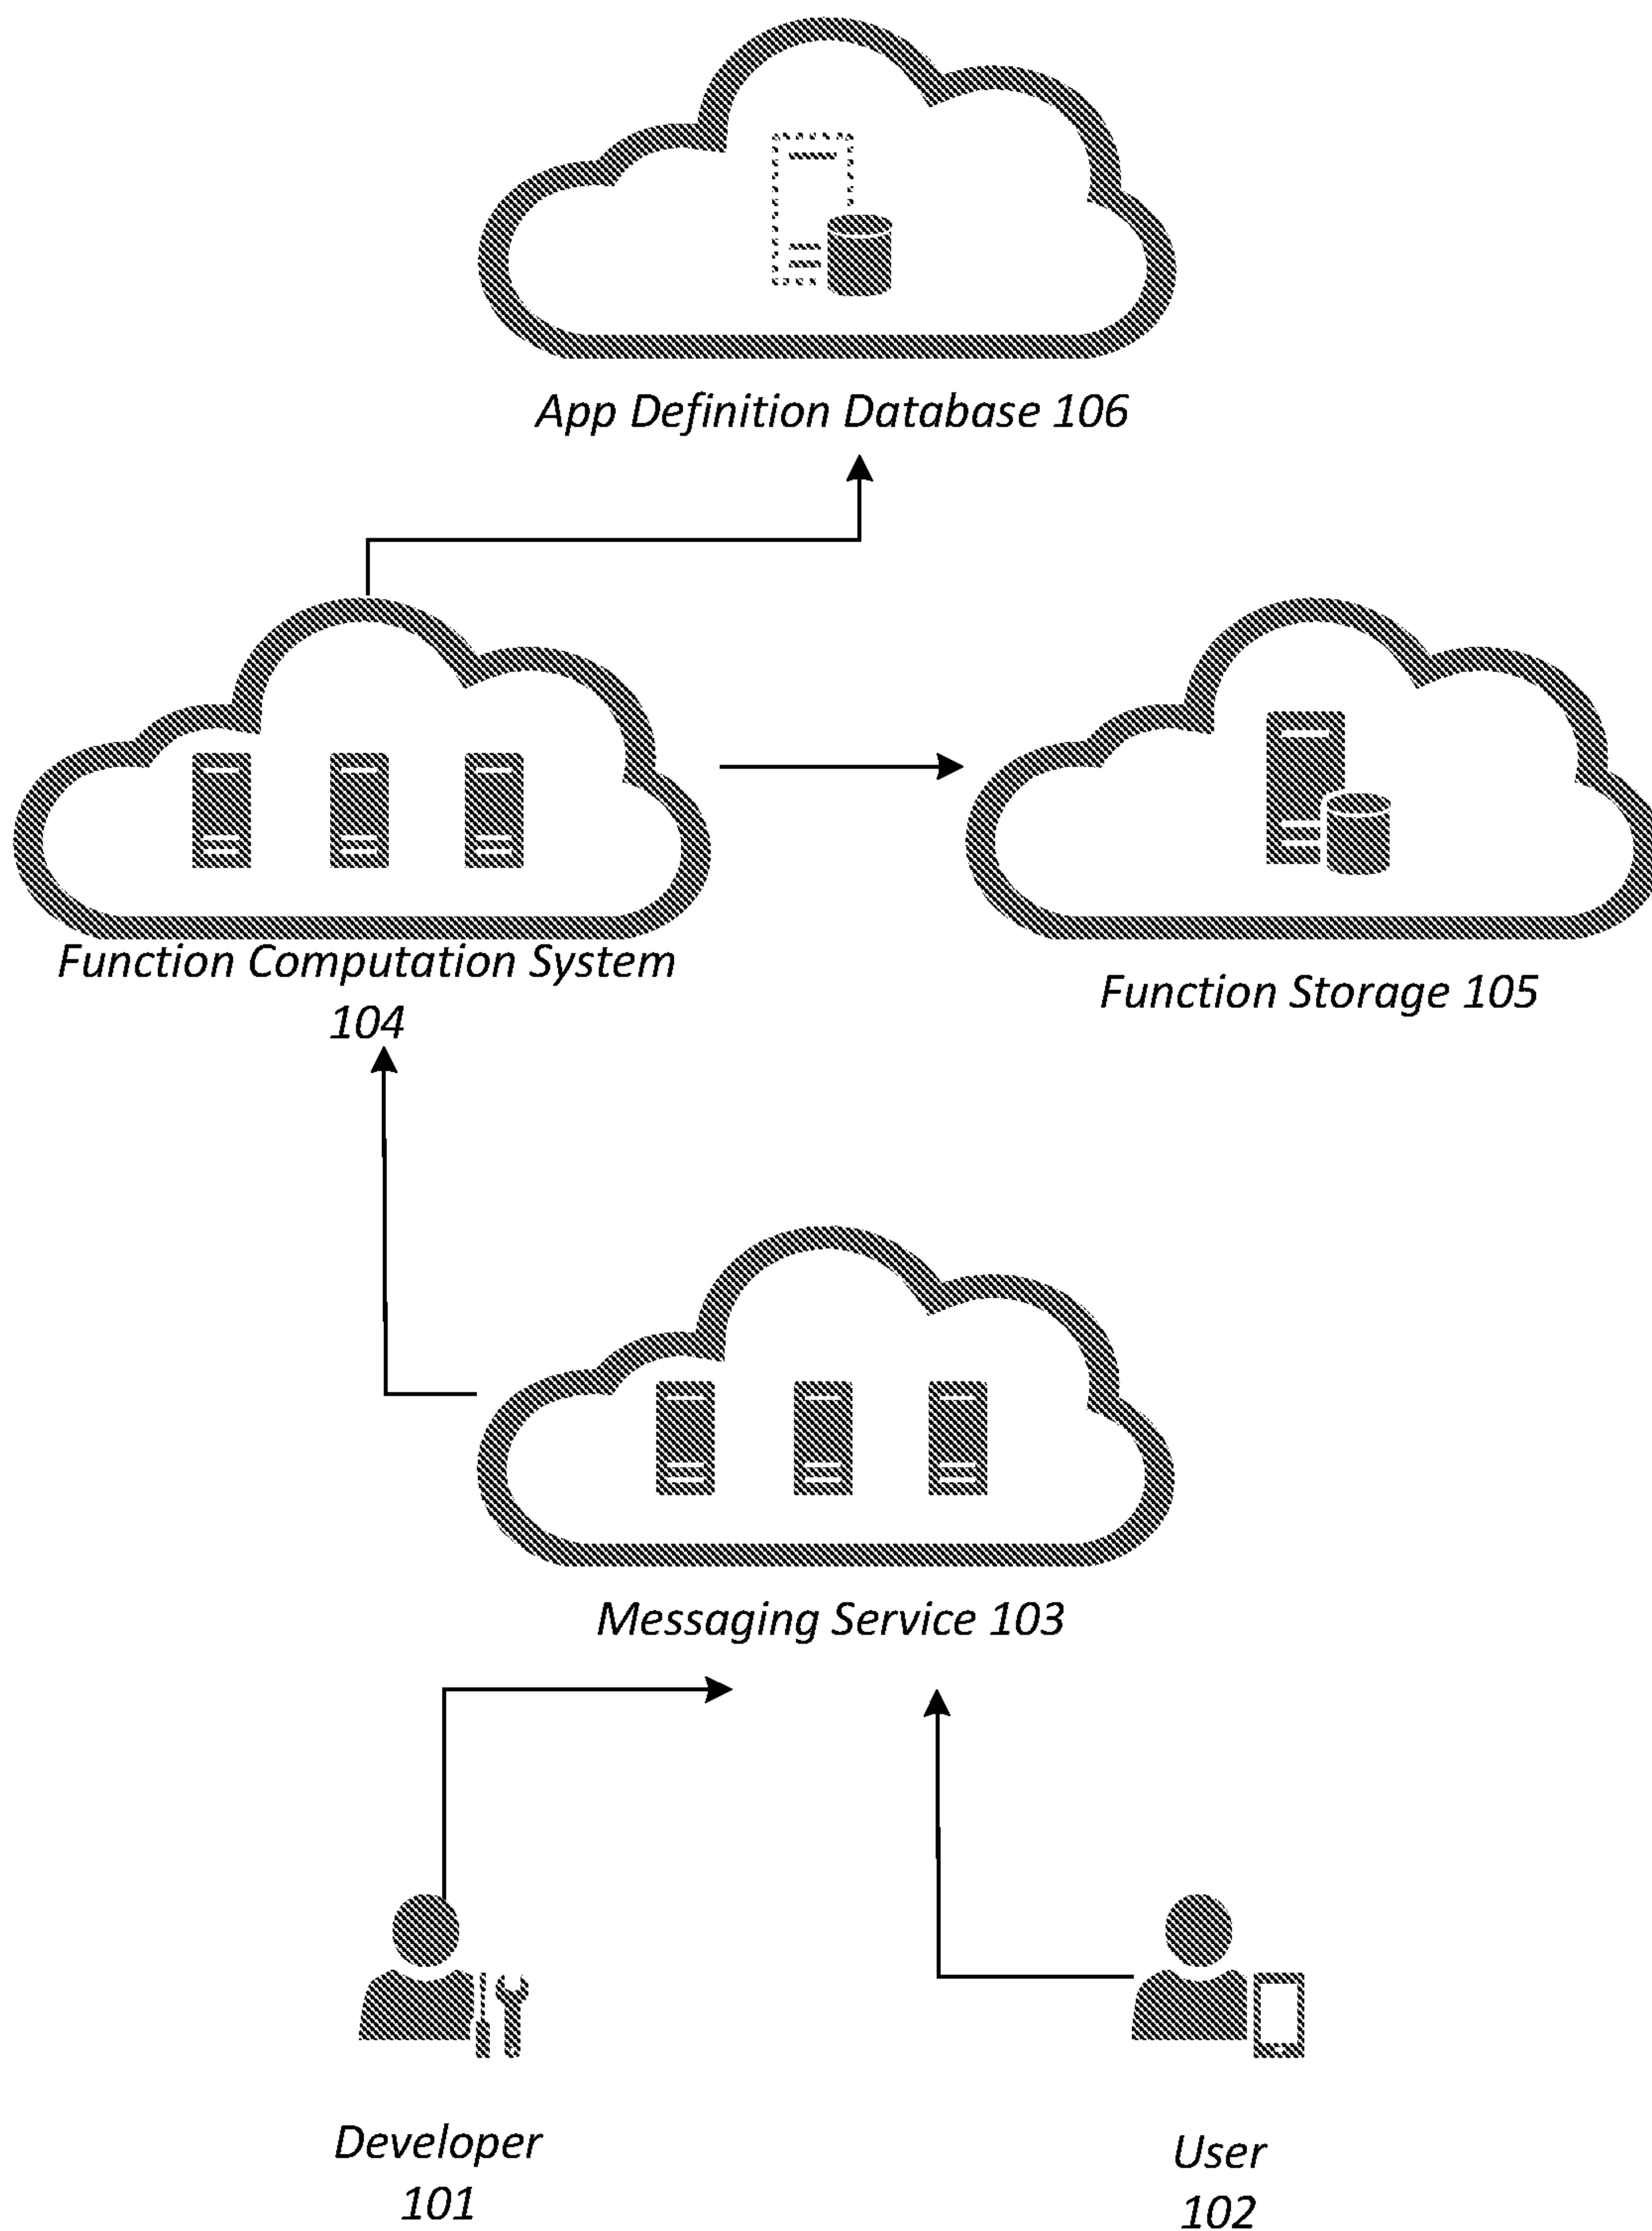 App Definition Database 106
Function Computation System
104
Function Storage 105
Messaging Service 103
Developer
101
User
102